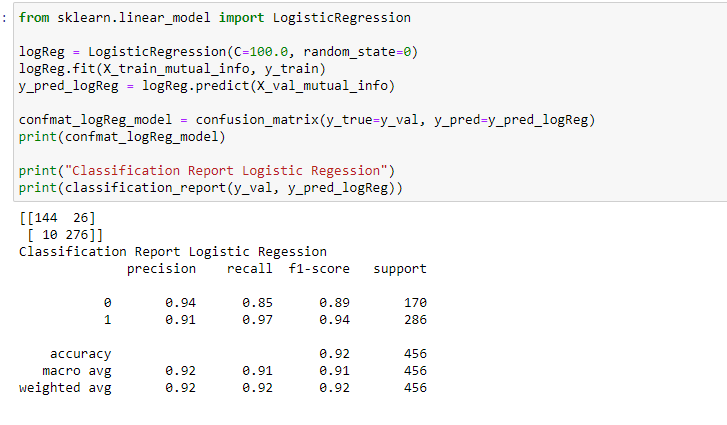 :
from sklearn.linear_model import LogisticRegression
logReg = LogisticRegression(C=100.0, random_state=0)
logReg.fit(X_train_mutual_info, y_train)
y_pred_logReg = logReg.predict(X_val_mutual_info)
confmat_logReg_model = confusion_matrix(y_true=y_val, y_pred=y_pred_logReg)
print(confmat_logReg_model)
print("Classification Report Logistic Regession")
print(classification_report(y_val, y_pred_logReg))
[[144  26]
 [ 10 276]]
Classification Report Logistic Regession
              precision    recall  f1-score   support
           0       0.94      0.85      0.89       170
           1       0.91      0.97      0.94       286
    accuracy                           0.92       456
   macro avg       0.92      0.91      0.91       456
weighted avg       0.92      0.92      0.92       456